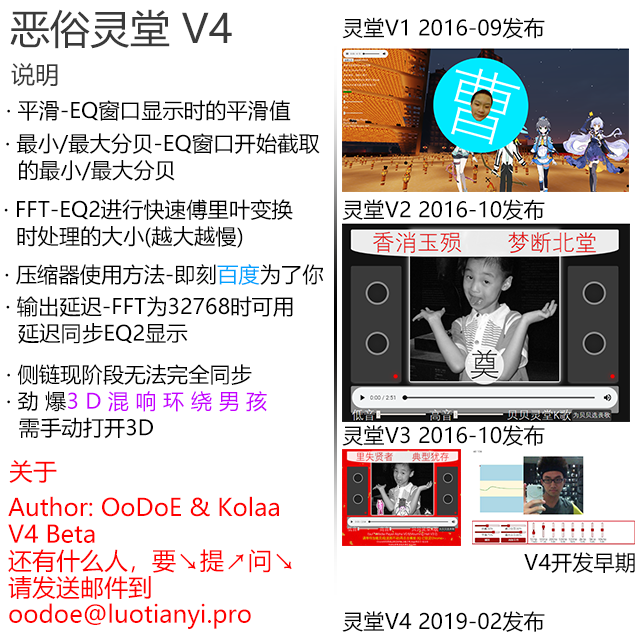 恶俗灵堂 V4
说明
· 平滑-EQ窗口显示时的平滑值
· 最小/最大分贝-EQ窗口开始截取
的最小/最大分贝
· FFT-EQ2进行快速傅里叶变换
时处理的大小(越大越慢)
· 压缩器使用方法-即刻百度为了你
· 输出延迟-FFT为32768时可用
延迟同步EQ2显示
· 侧链现阶段无法完全同步
· 劲 爆3 D 混 响 环 绕 男 孩
需手动打开3D
关于
Author: OoDoE & Kolaa
V4 Beta
还有什么人，要↘提↗问↘
请发送邮件到
oodoe@luotianyi.pro
灵堂V1 2016-09发布
曹
灵堂V2 2016-10发布
香消玉殒 梦断北堂
奠
0:00 / 2:51
低音 高音 贝贝灵堂K歌 为贝贝选丧歌
灵堂V3 2016-10发布
里失贤者 典型犹存
V4开发早期
灵堂V4 2019-02发布